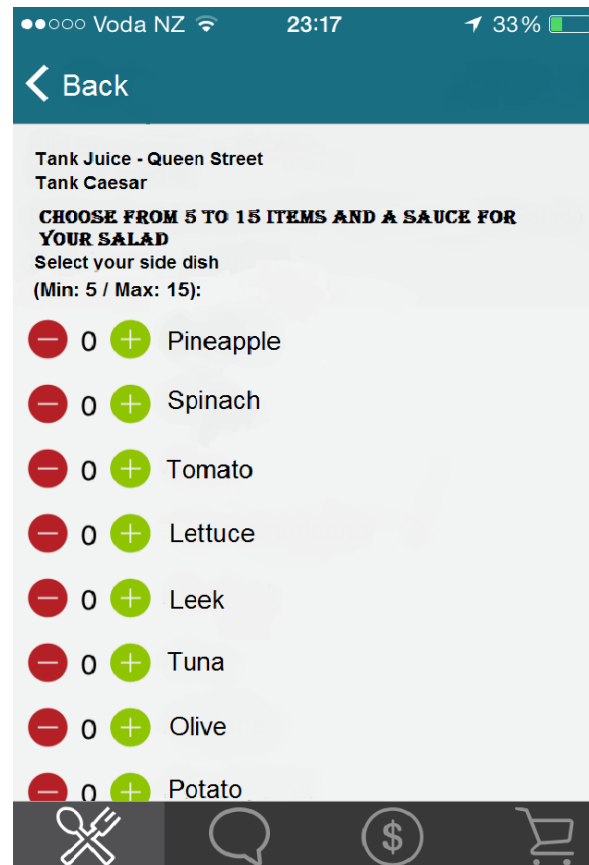 Voda NZ 23:17 33%
Back
Tank Juice - Queen Street
Tank Caesar
CHOOSE FROM 5 TO 15 ITEMS AND A SAUCE FOR
YOUR SALAD
Select your side dish
(Min: 5 / Max: 15):
0 Pineapple
0 Spinach
0 Tomato
0 Lettuce
0 Leek
0 Tuna
0 Olive
0 Potato
$